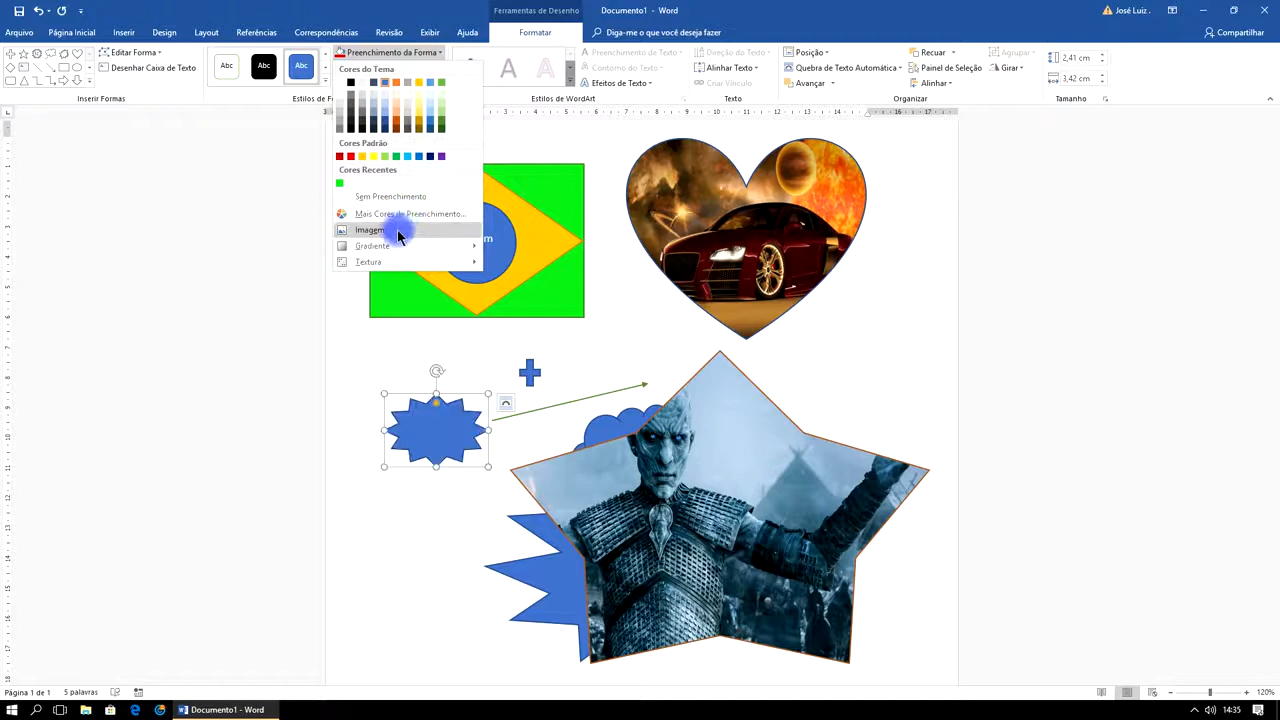 Ferramentas de Desenho
Documento1 - Word
José Luiz .
Arquivo
Página Inicial
Inserir
Design
Layout
Referências
Correspondências
Revisão
Exibir
Ajuda
Formatar
Diga-me o que você deseja fazer
Compartilhar
Editar Forma
Desenhar Caixa de Texto
Inserir Formas
Abc
Abc
Abc
Preenchimento da Forma
Preenchimento de Texto
Contorno do Texto
Efeitos de Texto
Estilos de WordArt
Direção do Texto
Alinhar Texto
Criar Vínculo
Texto
Posição
Quebra de Texto Automática
Avançar
Recuar
Painel de Seleção
Alinhar
Agrupar
Girar
Organizar
2,41 cm
3,42 cm
Tamanho
Estilos de F
Cores do Tema
Cores Padrão
Cores Recentes
Sem Preenchimento
Mais Cores de Preenchimento...
Imagem
Gradiente
Textura
m
Página 1 de 1
5 palavras
120%
Documento1 - Word
14:35